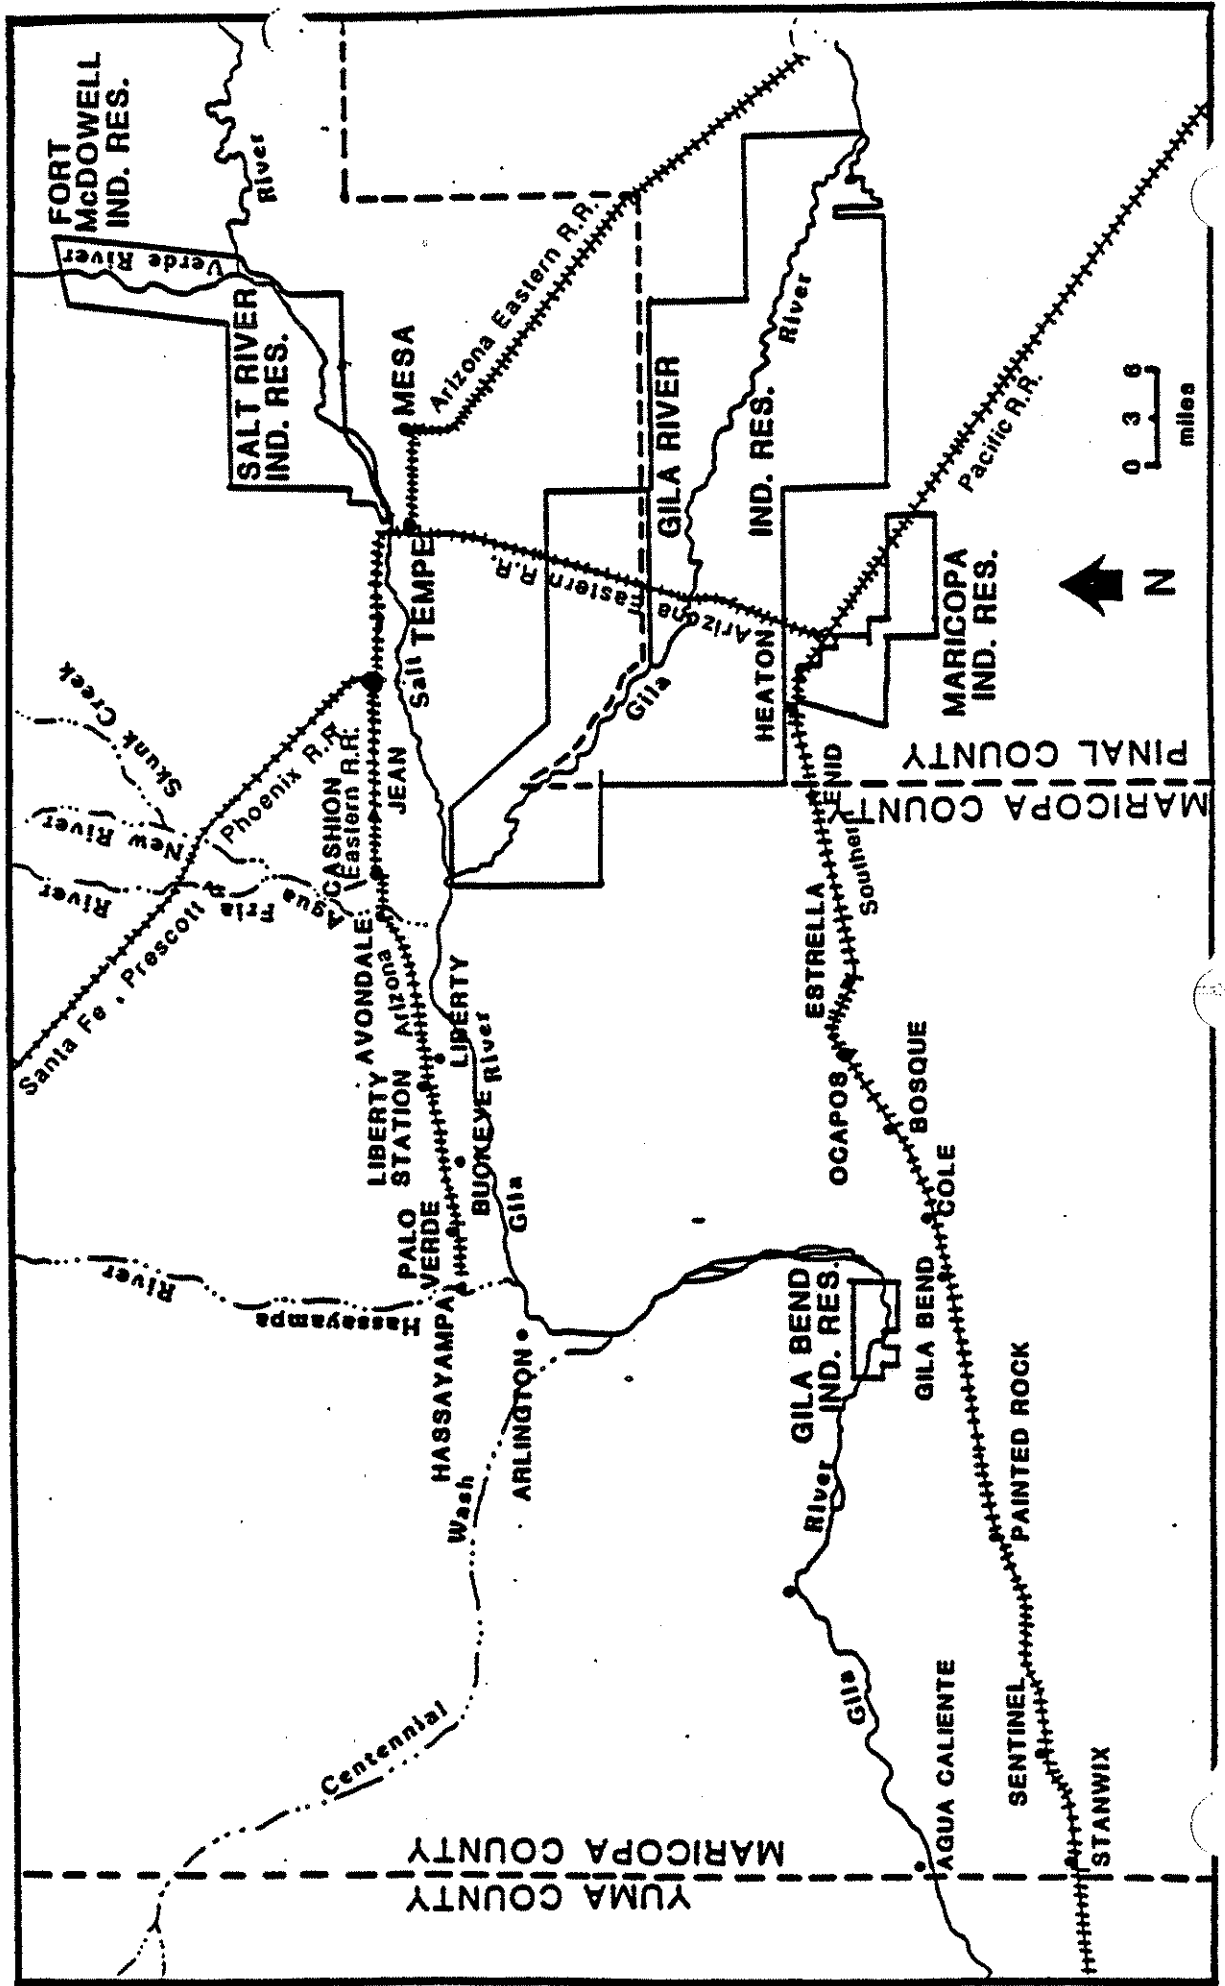 FORT
McDOWELL
IND. RES.
Verde River
River
SALT RIVER
IND. RES.
MESA
Arizona Eastern R.R.
TEMPE
Salt
Arizona Eastern R.R.
GILA RIVER
IND. RES.
River
Gila
Skunk Creek
New River
Agua Fria River
Santa Fe, Prescott & Phoenix R.R.
CASHION
Eastern R.R.
JEAN
AVONDALE
Arizona
LIBERTY
STATION
LIBERTY
BUCKEYE
River
Gila
PALO
VERDE
Hassayampa River
HASSAYAMPA
ARLINGTON
Centennial Wash
HEATON
MARICOPA
IND. RES.
Pacific R.R.
0 3 6
miles
N
PINAL COUNTY
MARICOPA COUNTY
ENID
Southern
ESTRELLA
OCAPOS
BOSQUE
COLE
GILA BEND
GILA BEND
IND. RES.
River
Gila
PAINTED ROCK
SENTINEL
STANWIX
AGUA CALIENTE
MARICOPA COUNTY
YUMA COUNTY